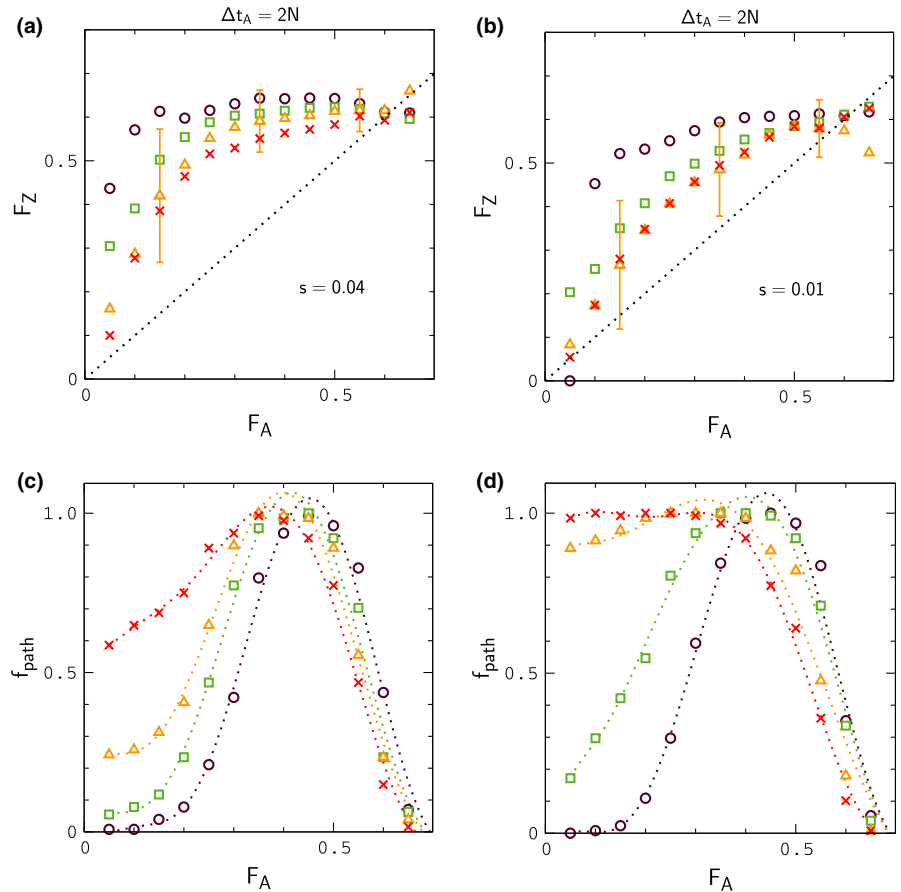 Δt_A = 2N
Δt_A = 2N
(a)
(b)
F_Z
0.5
0
0
0.5
F_A
s = 0.04
F_Z
0.5
0
0
0.5
F_A
s = 0.01
(c)
(d)
f_path
1.0
0.5
0
0
0.5
F_A
f_path
1.0
0.5
0
0
0.5
F_A